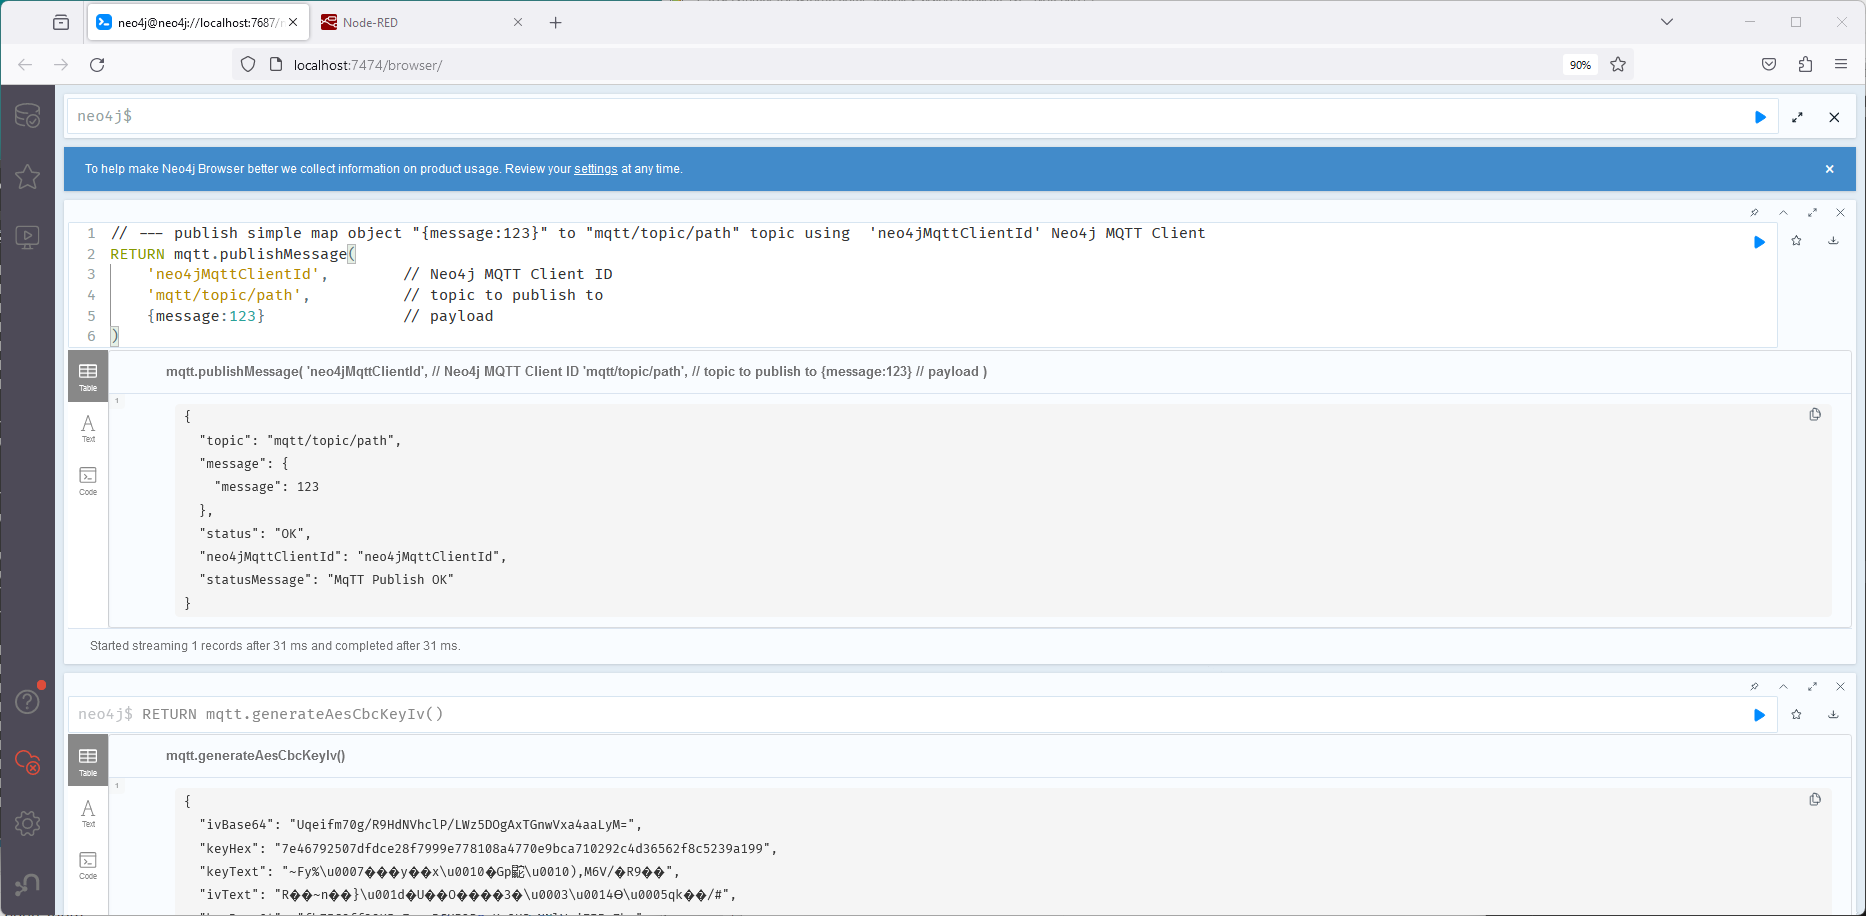 neo4j@neo4j://localhost:7687/
Node-RED
localhost:7474/browser/
90%
neo4j$
To help make Neo4j Browser better we collect information on product usage. Review your settings at any time.
1 // --- publish simple map object "{message:123}" to "mqtt/topic/path" topic using  'neo4jMqttClientId' Neo4j MQTT Client
2 RETURN mqtt.publishMessage(
3     'neo4jMqttClientId',        // Neo4j MQTT Client ID
4     'mqtt/topic/path',          // topic to publish to
5     {message:123}               // payload
6 )
Table
Text
Code
mqtt.publishMessage( 'neo4jMqttClientId', // Neo4j MQTT Client ID 'mqtt/topic/path', // topic to publish to {message:123} // payload )
1
{
  "topic": "mqtt/topic/path",
  "message": {
    "message": 123
  },
  "status": "OK",
  "neo4jMqttClientId": "neo4jMqttClientId",
  "statusMessage": "MqTT Publish OK"
}
Started streaming 1 records after 31 ms and completed after 31 ms.
neo4j$ RETURN mqtt.generateAesCbcKeyIv()
Table
Text
Code
mqtt.generateAesCbcKeyIv()
1
{
  "ivBase64": "Uqeifm70g/R9HdNVhclP/LWz5DOgAxTGnwVxa4aaLyM=",
  "keyHex": "7e46792507dfdce28f7999e778108a4770e9bca710292c4d36562f8c5239a199",
  "keyText": "~Fy%\u0007���y��x\u0010�Gp\u0010),M6V/�R9��",
  "ivText": "R��~n��}\u001d�U��O����3�\u0003\u0014Ɵ\u0005qk��/#",